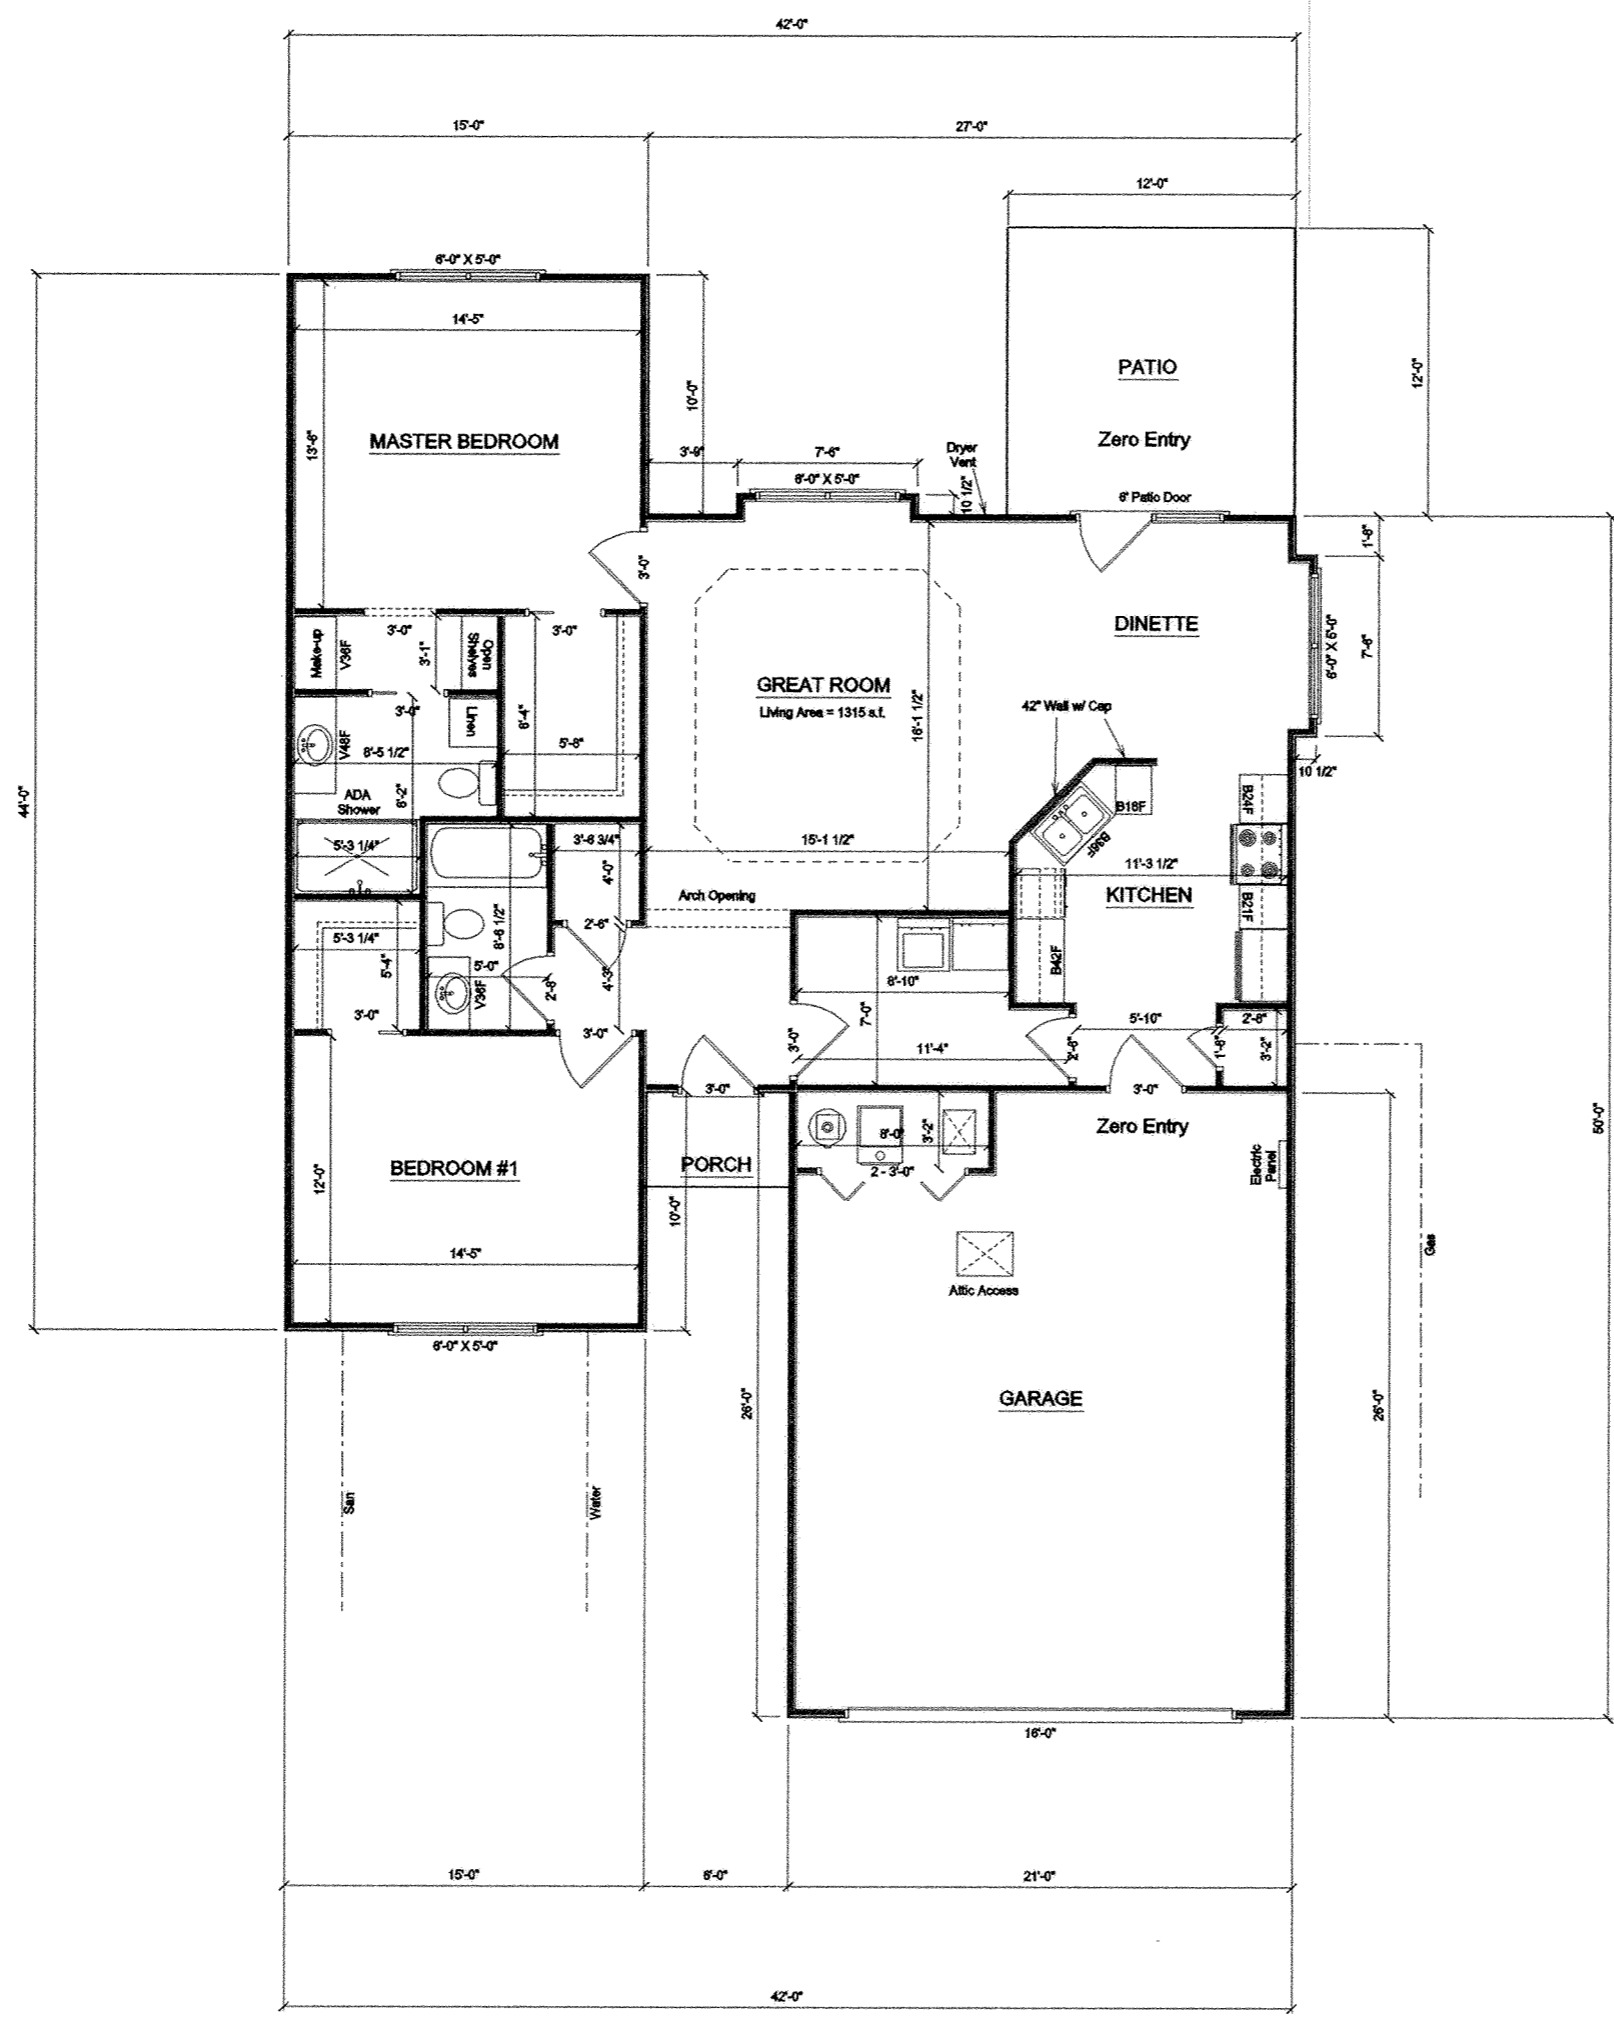 42'-0"
15'-0"
27'-0"
12'-0"
6'-0" X 5'-0"
14'-5"
10'-0"
12'-0"
PATIO
Zero Entry
13'-6"
MASTER BEDROOM
3'-9"
7'-6"
Dryer
Vent
6'-0" X 5'-0"
10 1/2"
6' Patio Door
1'-8"
3'-0"
DINETTE
6'-0" X 5'-0"
7'-6"
Make-up
V36F
3'-0"
3'-1"
Open
Shelves
3'-0"
GREAT ROOM
Living Area = 1315 s.f.
16'-1 1/2"
42" Wall w/ Cap
3'-0"
Linen
8'-4"
V48F
8'-5 1/2"
5'-8"
10 1/2"
44'-0"
ADA
Shower
8'-2"
B18F
B24F
5'-3 1/4"
3'-6 3/4"
15'-1 1/2"
B36F
11'-3 1/2"
4'-0"
Arch Opening
KITCHEN
B21F
5'-3 1/4"
5'-4"
8'-6 1/2"
2'-6"
5'-0"
V36F
2'-8"
4'-3"
8'-10"
B42F
3'-0"
3'-0"
7'-0"
5'-10"
2'-8"
3'-0"
11'-4"
2'-6"
1'-6"
3'-2"
3'-0"
3'-0"
Zero Entry
8'-0"
3'-2"
2 - 3'-0"
Electric
Panel
50'-0"
BEDROOM #1
PORCH
12'-0"
10'-0"
14'-5"
Attic Access
Gas
6'-0" X 5'-0"
GARAGE
26'-0"
26'-0"
San
Water
16'-0"
15'-0"
6'-0"
21'-0"
42'-0"